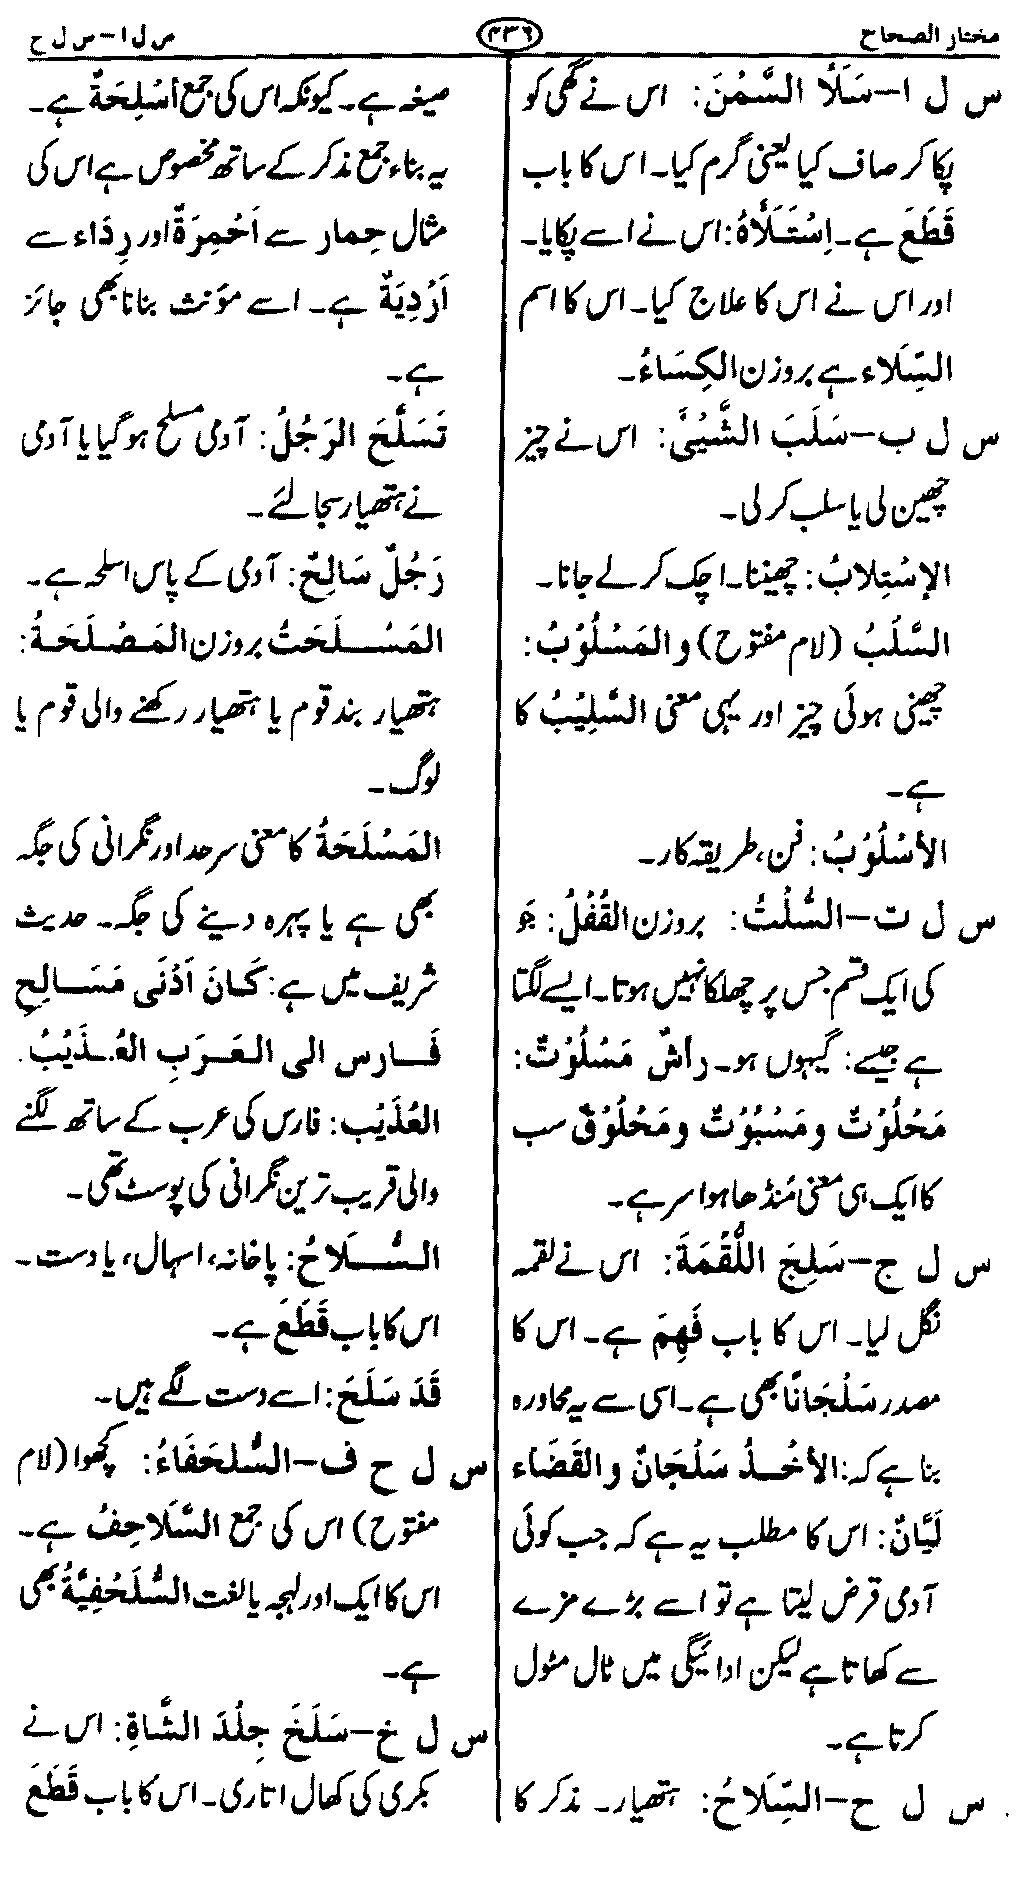 مختار الصحاح
۴۳۶
س ل ا–س ل ح
س ل ا–سَلَأَ السَّمْنَ: اس نے گھی کو
پکا کر صاف کیا یعنی گرم کیا۔ اس کا باب
قَطَعَ ہے۔ اِسْتَلَأَهُ: اس نے اسے پکایا۔
اور اس نے اس کا علاج کیا۔ اس کا اسم
السِّلَاء ہے بروزن الکِسَاءُ۔
س ل ب–سَلَبَ الشَّيْئَ: اس نے چیز
چھین لی یا سلب کر لی۔
الإسْتِلابُ: چھیننا۔ اچک کر لے جانا۔
السَّلَبُ (لام مفتوح) و المَسْلُوْبُ:
چھینی ہوئی چیز اور یہی معنی السَّلِيْبُ کا
ہے۔
الأسْلُوْبُ: فن، طریقہ کار۔
س ل ت–السُّلْتُ: بروزن القُفْلُ: جَو
کی ایک قسم جس پر چھلکا نہیں ہوتا۔ ایسے لگتا
ہے جیسے: گیہوں ہو۔ رأسٌ مَسْلُوْتٌ:
مَحْلُوْتٌ ومَسْبُوْتٌ ومَحْلُوْقٌ سب
کا ایک ہی معنی مُنڈھا ہوا سر ہے۔
س ل ج–سَلِجَ اللُّقْمَةَ: اس نے لقمہ
نگل لیا۔ اس کا باب فَهِمَ ہے۔ اس کا
مصدر سَلْجَانًا بھی ہے۔ اسی سے یہ محاورہ
بنا ہے کہ: الأخْذُ سَلْجَانٌ والقَضَاء
لَيَّانٌ: اس کا مطلب یہ ہے کہ جب کوئی
آدمی قرض لیتا ہے تو اسے بڑے مزے
سے کھاتا ہے لیکن ادائیگی میں ٹال مٹول
کرتا ہے۔
س ل ح–السِّلَاحُ: ہتھیار۔ مذکر کا
صیغہ ہے۔ کیونکہ اس کی جمع أسْلِحَةٌ ہے۔
یہ بناء جمع مذکر کے ساتھ مخصوص ہے اس کی
مثال حِمار سے اَحْمِرَةٌ اور رِدَاء سے
اَرْدِيَةٌ ہے۔ اسے مؤنث بنانا بھی جائز
ہے۔
تَسَلَّحَ الرَجُلُ: آدمی مسلح ہو گیا یا آدمی
نے ہتھیار سجا لئے۔
رَجُلٌ سَالِحٌ: آدمی کے پاس اسلحہ ہے۔
المَسْلَحَتُ بروزن المَصْلَحَةُ:
ہتھیار بند قوم یا ہتھیار رکھنے والی قوم یا
لوگ۔
المَسْلَحَةُ کا معنی سرحد اور نگرانی کی جگہ
بھی ہے یا پہرہ دینے کی جگہ۔ حدیث
شریف میں ہے: كَانَ اَدْنَى مَسَالِحِ
فَارس الی العَرَبِ العُذَيْبُ.
العُذَيْب: فارس کی عرب کے ساتھ لگنے
والی قریب ترین نگرانی کی پوسٹ تھی۔
السُّلَاحُ: پاخانہ، اسہال، یا دست۔
اس کا باب قَطَعَ ہے۔
قَدَ سَلَحَ: اسے دست لگے ہیں۔
س ل ح ف–السُّلحَفَاءُ: کچھوا (لام
مفتوح) اس کی جمع السَّلَاحِفُ ہے۔
اس کا ایک اور لہجہ یا لغت السُّلَحْفِيَّةُ بھی
ہے۔
س ل خ–سَلَخَ جِلْدَ الشَّاةِ: اس نے
بکری کی کھال اتاری۔ اس کا باب قَطَعَ